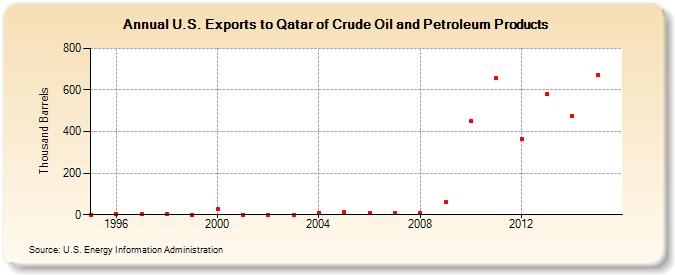 Annual U.S. Exports to Qatar of Crude Oil and Petroleum Products
Thousand Barrels
800
600
400
200
0
1996 2000 2004 2008 2012
Source: U.S. Energy Information Administration